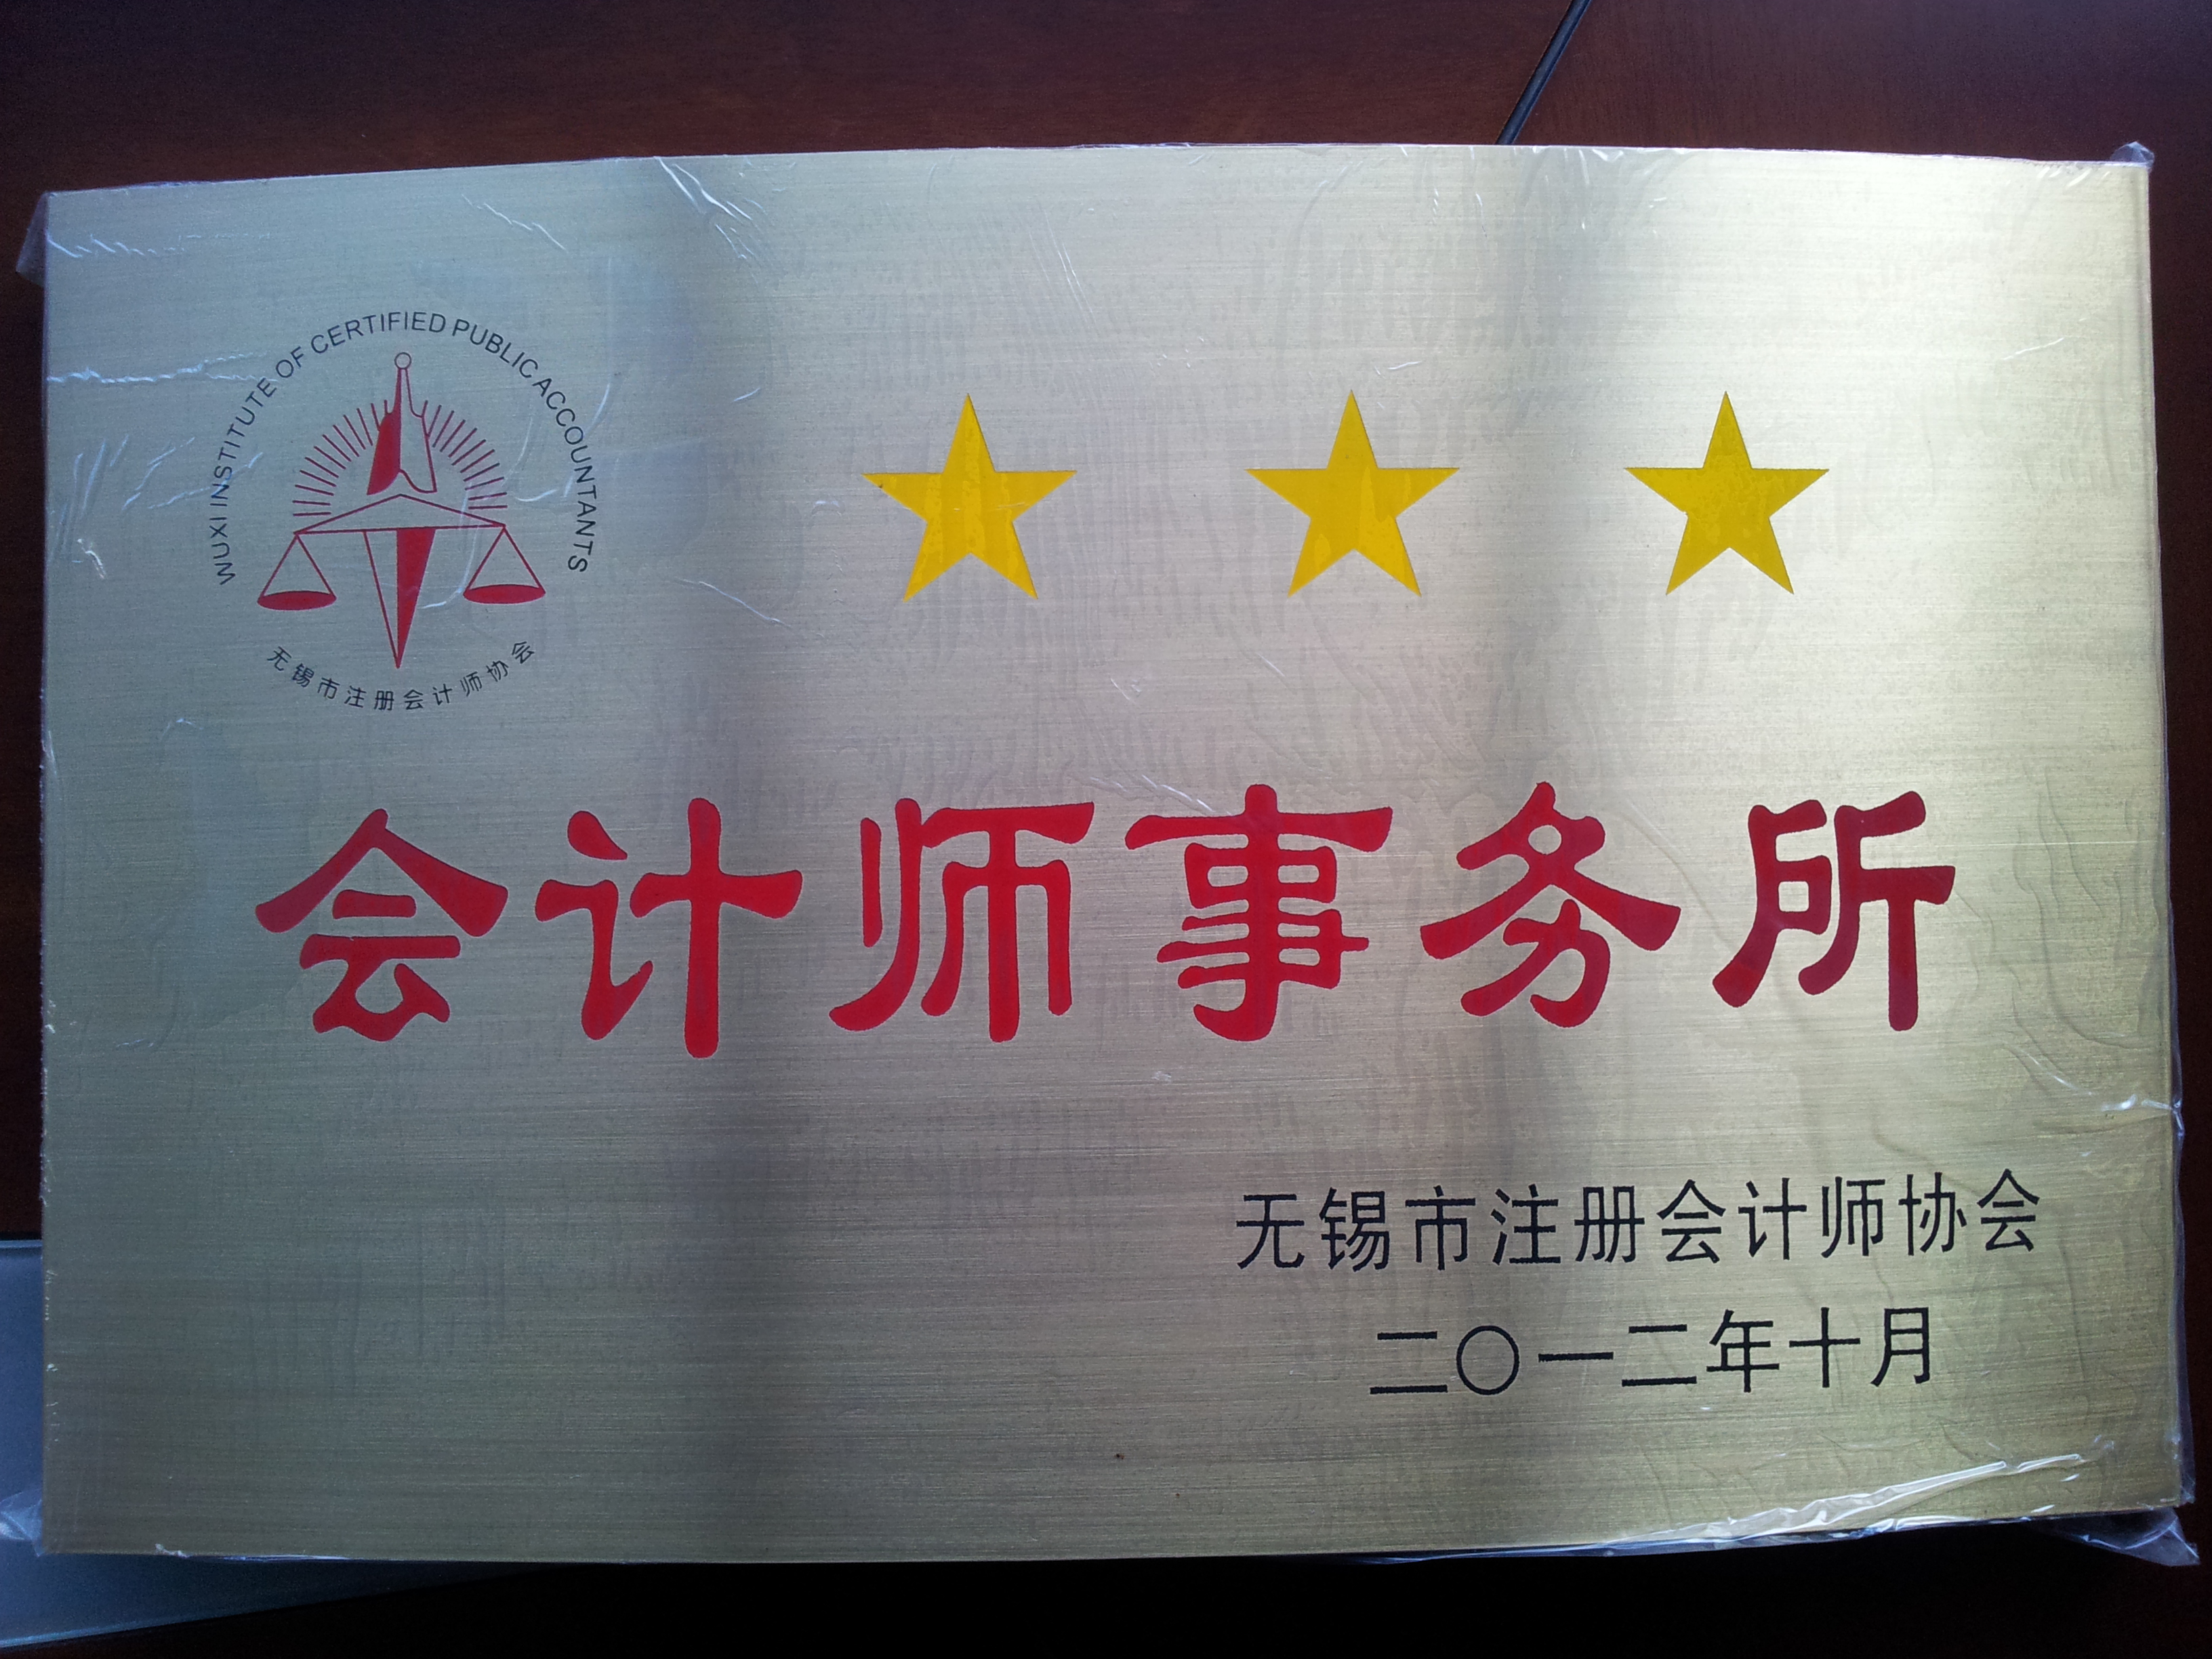 WUXI INSTITUTE OF CERTIFIED PUBLIC ACCOUNTANTS
无锡市注册会计师协会
会计师事务所
无锡市注册会计师协会
二〇一二年十月